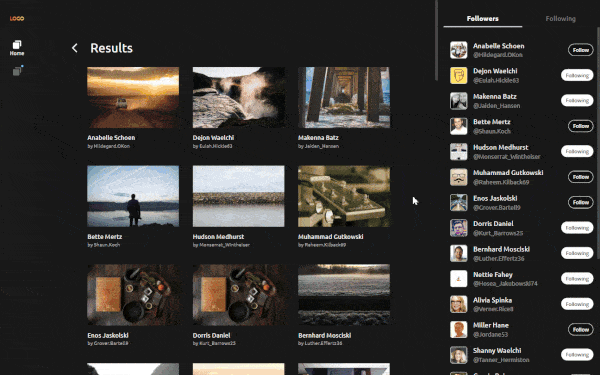 LOGO
Home
Results
Anabelle Schoen
by Hildegard.OKon
Dejon Waelchi
by Eulah.Hickle63
Makenna Batz
by Jaiden_Hansen
Bette Mertz
by Shaun.Koch
Hudson Medhurst
by Monserrat_Wintheiser
Muhammad Gutkowski
by Raheem.Kilback69
Enos Jaskolski
by Grover.Bartell9
Dorris Daniel
by Kurt_Barrows25
Bernhard Mosciski
by Luther.Effertz36
Followers
Following
Anabelle Schoen
@Hildegard.OKon
Follow
Dejon Waelchi
@Eulah.Hickle63
Following
Makenna Batz
@Jaiden_Hansen
Following
Bette Mertz
@Shaun.Koch
Follow
Hudson Medhurst
@Monserrat_Wintheiser
Following
Muhammad Gutkowski
@Raheem.Kilback69
Follow
Enos Jaskolski
@Grover.Bartell9
Follow
Dorris Daniel
@Kurt_Barrows25
Following
Bernhard Mosciski
@Luther.Effertz36
Following
Nettie Fahey
@Hosea_Jakubowski74
Following
Alivia Spinka
@Verner.Rice8
Following
Miller Hane
@Jordane53
Follow
Shanny Waelchi
@Tanner_Hermiston
Following